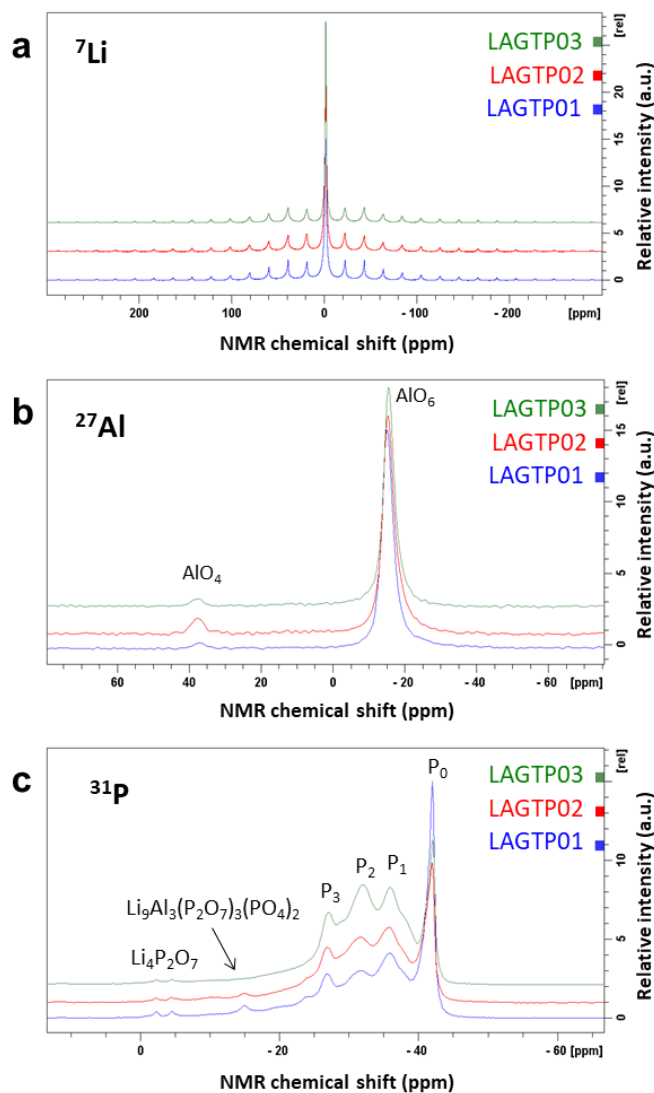 a
⁷Li
LAGTP03
LAGTP02
LAGTP01
[rel]
20
15
10
5
0
Relative intensity (a.u.)
200
100
0
- 100
- 200
[ppm]
NMR chemical shift (ppm)
b
²⁷Al
AlO₆
LAGTP03
LAGTP02
LAGTP01
AlO₄
[rel]
15
10
5
0
Relative intensity (a.u.)
60
40
20
0
- 20
- 40
- 60
[ppm]
NMR chemical shift (ppm)
c
³¹P
P₀
LAGTP03
LAGTP02
LAGTP01
P₁
P₂
P₃
Li₉Al₃(P₂O₇)₃(PO₄)₂
Li₄P₂O₇
[rel]
10
5
0
Relative intensity (a.u.)
0
- 20
- 40
- 60
[ppm]
NMR chemical shift (ppm)